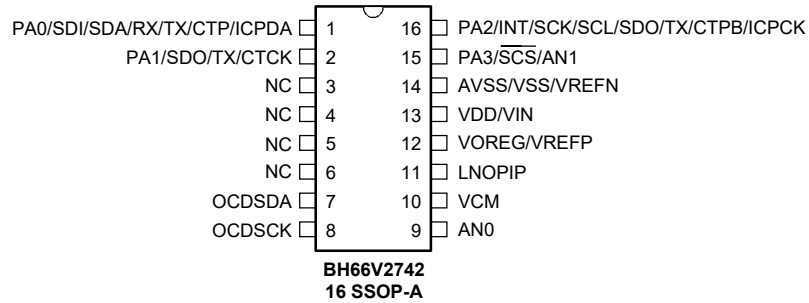 PA0/SDI/SDA/RX/TX/CTP/ICPDA 1 16 PA2/INT/SCK/SCL/SDO/TX/CTPB/ICPCK
PA1/SDO/TX/CTCK 2 15 PA3/SCS/AN1
NC 3 14 AVSS/VSS/VREFN
NC 4 13 VDD/VIN
NC 5 12 VOREG/VREFP
NC 6 11 LNOPIP
OCDSDA 7 10 VCM
OCDSCK 8 9 AN0
BH66V2742
16 SSOP-A